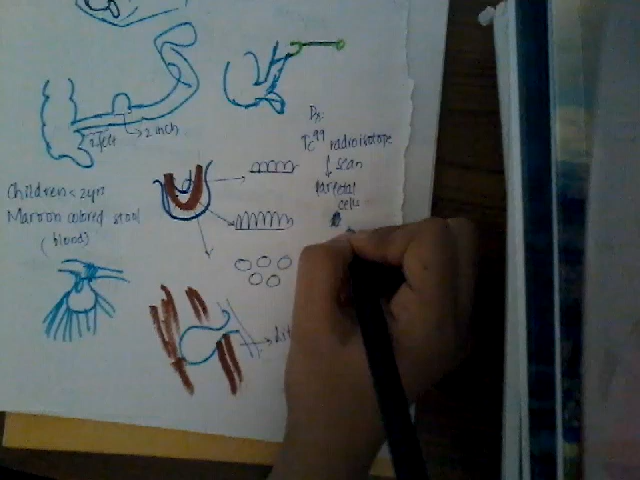 2 feet → 2 inch
Dx:
Tc99 radioisotope
↓ scan
parietal
cells
Children < 2yrs
Maroon colored stool
(blood)